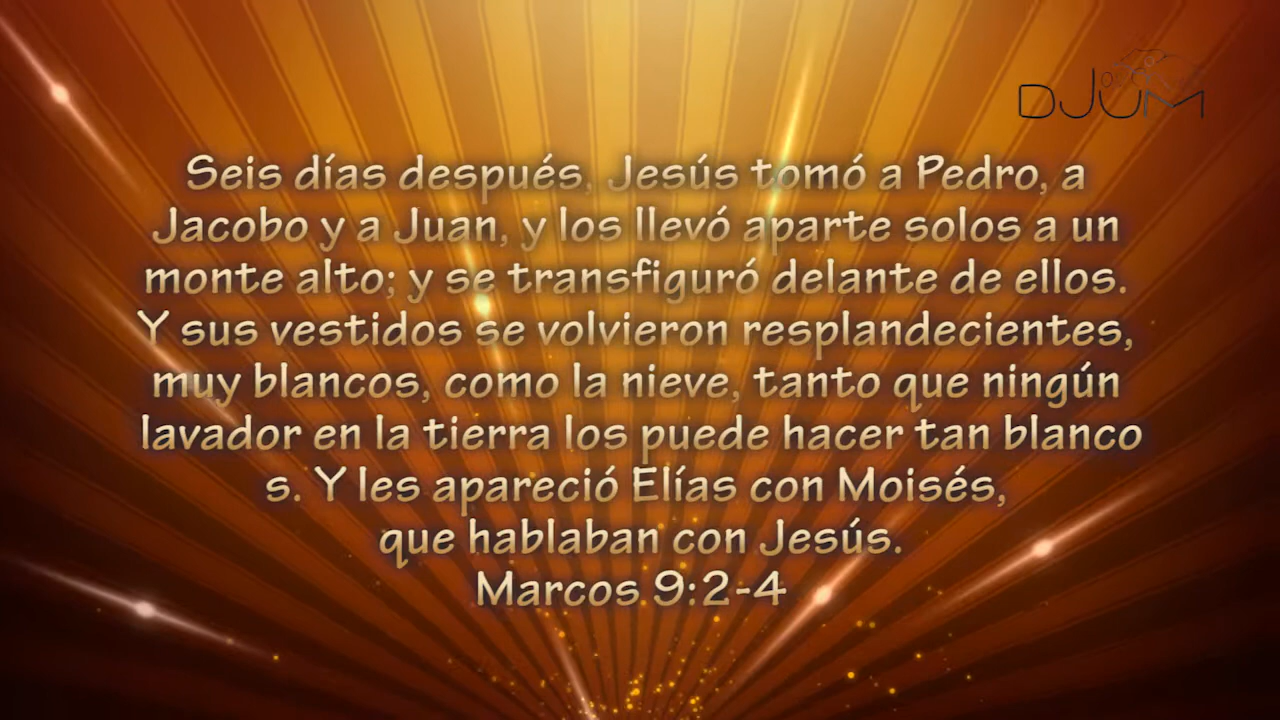 DJUM
Seis días después, Jesús tomó a Pedro, a
Jacobo y a Juan, y los llevó aparte solos a un
monte alto; y se transfiguró delante de ellos.
Y sus vestidos se volvieron resplandecientes,
muy blancos, como la nieve, tanto que ningún
lavador en la tierra los puede hacer tan blanco
s. Y les apareció Elías con Moisés,
que hablaban con Jesús.
Marcos 9:2-4